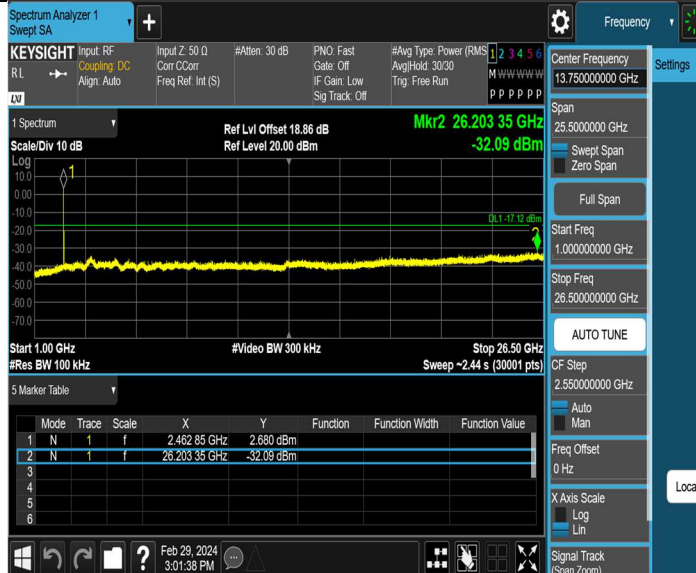 Spectrum Analyzer 1
Swept SA
+
Frequency
KEYSIGHT
RL
LXI
Input: RF
Coupling: DC
Align: Auto
Input Z: 50 Ω
Corr CCorr
Freq Ref: Int (S)
#Atten: 30 dB
PNO: Fast
Gate: Off
IF Gain: Low
Sig Track: Off
#Avg Type: Power (RMS
Avg|Hold: 30/30
Trig: Free Run
1 2 3 4 5 6
M W W W W W
P P P P P P
1 Spectrum
Scale/Div 10 dB
Ref Lvl Offset 18.86 dB
Ref Level 20.00 dBm
Mkr2 26.203 35 GHz
-32.09 dBm
Log
10.0
0.00
-10.0
-20.0
-30.0
-40.0
-50.0
-60.0
-70.0
1
DL1 -17.12 dBm
2
Start 1.00 GHz
#Res BW 100 kHz
#Video BW 300 kHz
Stop 26.50 GHz
Sweep ~2.44 s (30001 pts)
5 Marker Table
Mode Trace Scale X Y Function Function Width Function Value
1 N 1 f 2.462 85 GHz 2.680 dBm
2 N 1 f 26.203 35 GHz -32.09 dBm
3
4
5
6
Feb 29, 2024
3:01:38 PM
?
Center Frequency
13.750000000 GHz
Settings
Span
25.5000000 GHz
Swept Span
Zero Span
Full Span
Start Freq
1.000000000 GHz
Stop Freq
26.500000000 GHz
AUTO TUNE
CF Step
2.550000000 GHz
Auto
Man
Freq Offset
0 Hz
Loca
X Axis Scale
Log
Lin
Signal Track
(Span Zoom)